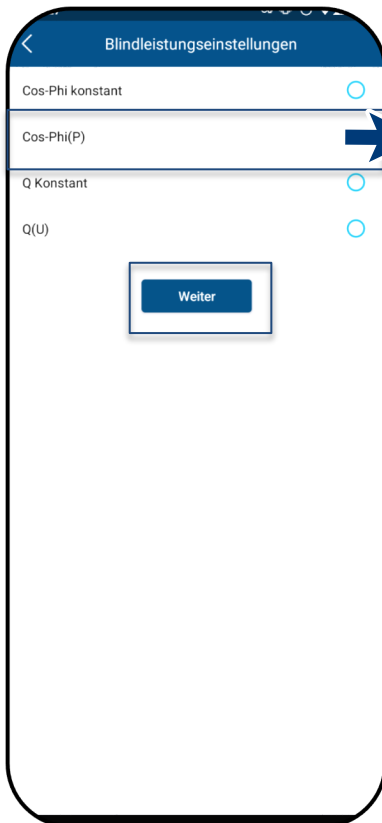 Blindleistungseinstellungen
Cos-Phi konstant
Cos-Phi(P)
Q Konstant
Q(U)
Weiter